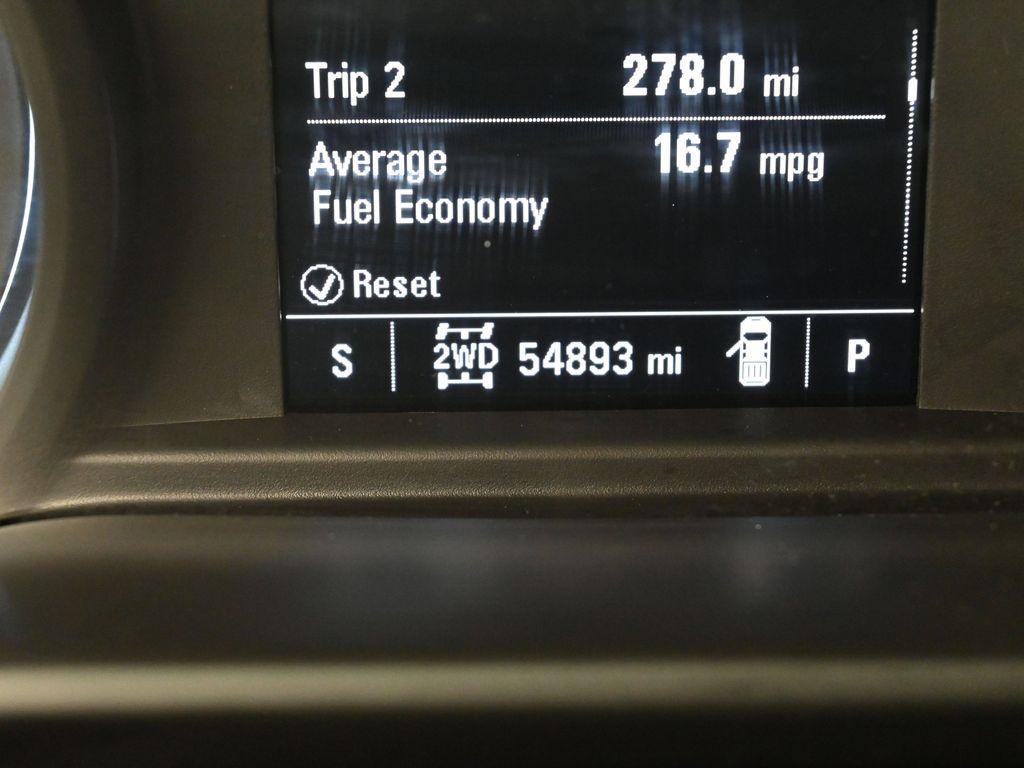 Trip 2 278.0 mi
Average 16.7 mpg
Fuel Economy
Reset
S 2WD 54893 mi P